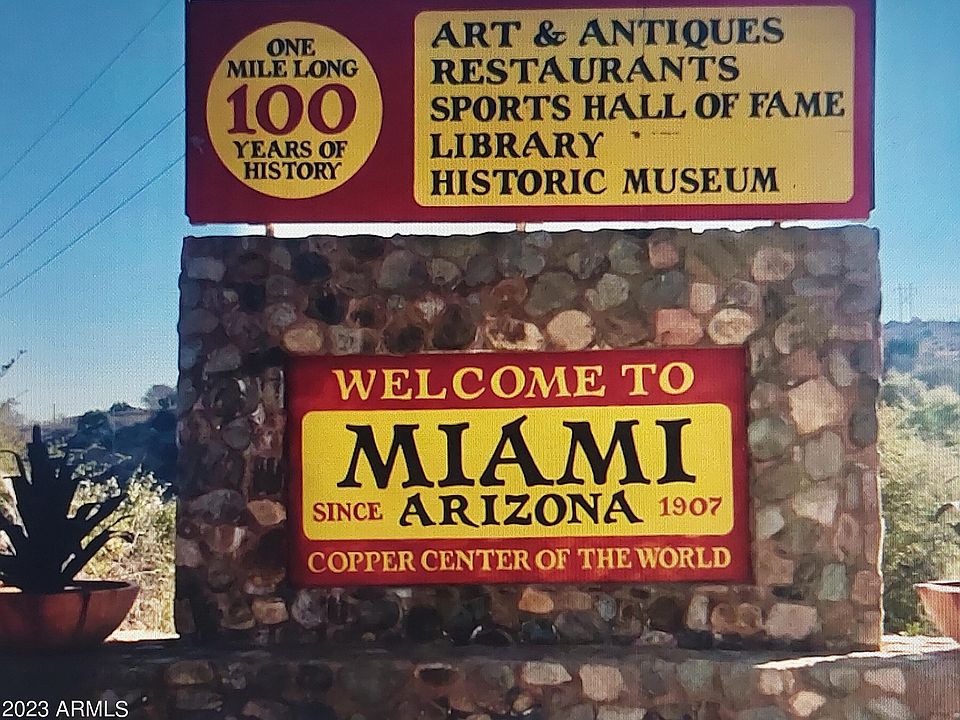 ONE
MILE LONG
100
YEARS OF
HISTORY
ART & ANTIQUES
RESTAURANTS
SPORTS HALL OF FAME
LIBRARY
HISTORIC MUSEUM
WELCOME TO
MIAMI
SINCE ARIZONA 1907
COPPER CENTER OF THE WORLD
2023 ARMLS